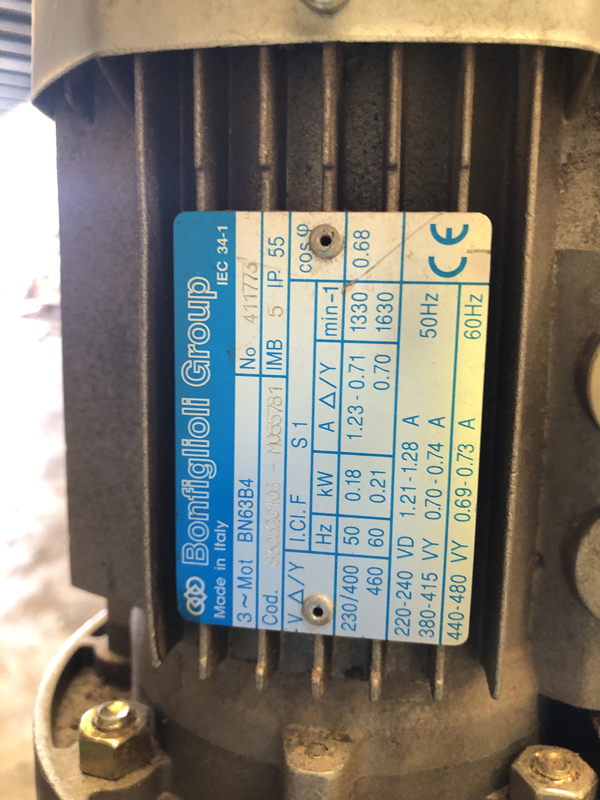 Bonfiglioli Group
Made in Italy IEC 34-1
3~Mot BN63B4 No 411773
Cod. IMB 5 IP 55
V Δ/Y I.Cl. F S 1 cos φ
Hz kW A Δ/Y min-1
230/400 50 0.18 1.23 - 0.71 1330 0.68
460 60 0.21 0.70 1630
220-240 VD 1.21-1.28 A
380-415 VY 0.70-0.74 A 50Hz
440-480 VY 0.69-0.73 A 60Hz
CE